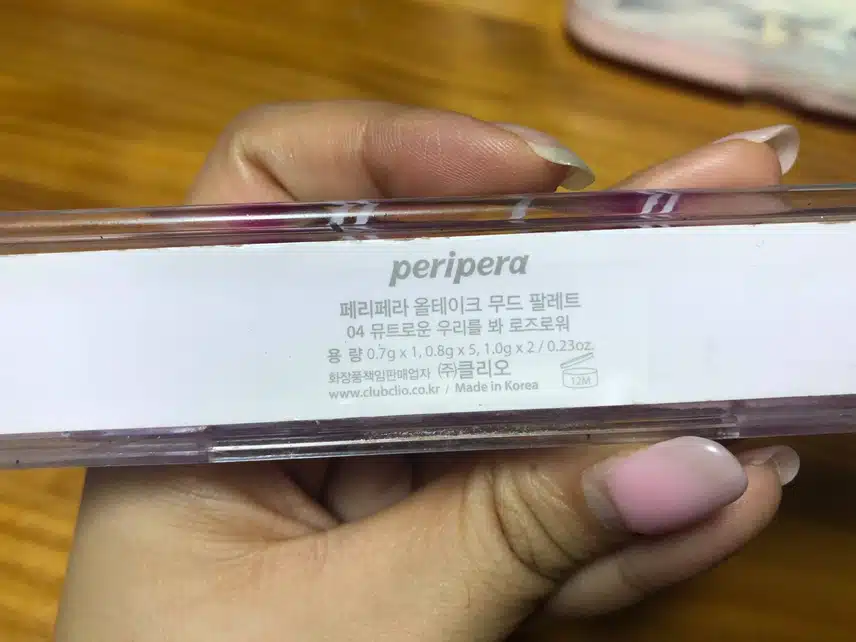 peripera
페리페라 올테이크 무드 팔레트
04 뮤트로운 우리를 봐 로즈로워
용 량 0.7g x 1, 0.8g x 5, 1.0g x 2 / 0.23oz.
화장품책임판매업자 (주)클리오
www.clubclio.co.kr / Made in Korea
12M